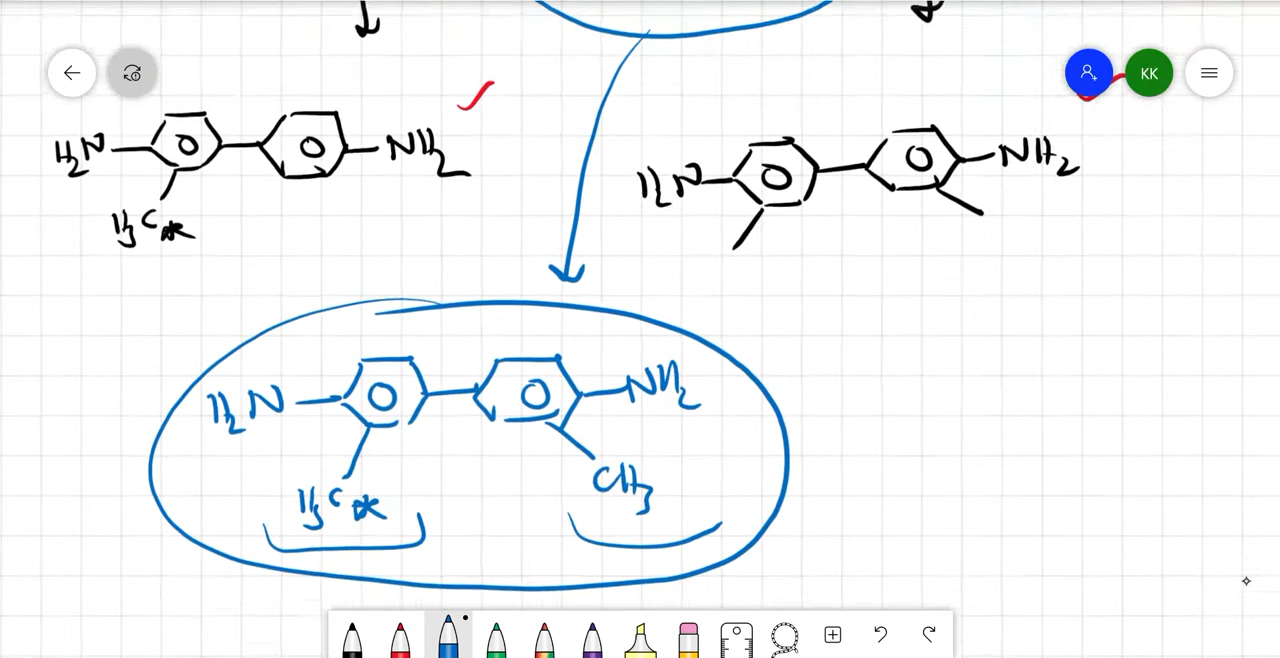 KK
H₂N NH₂
H₃C*
H₂N NH₂
H₂N NH₂
H₃C* CH₃